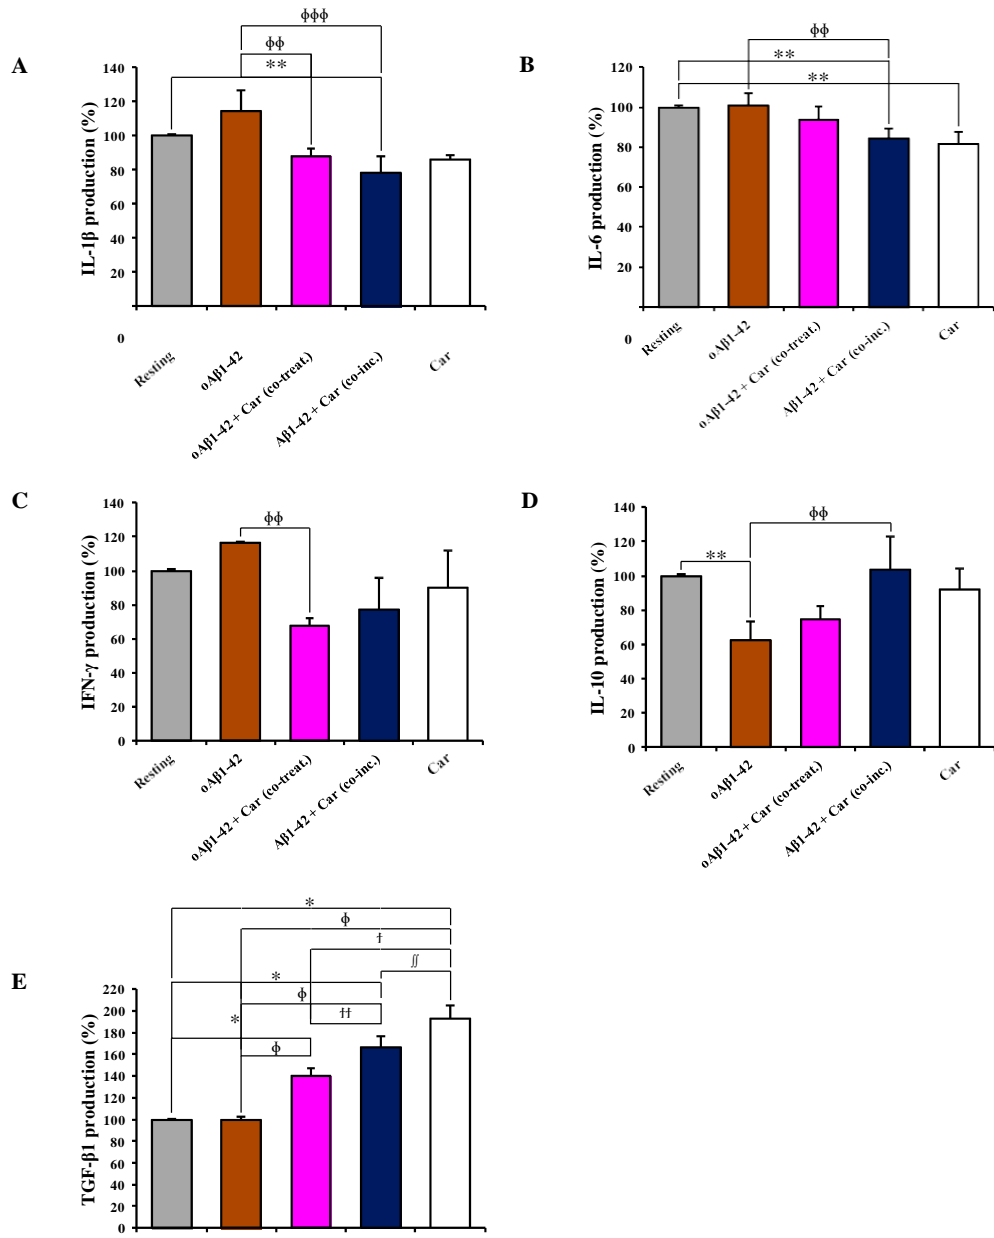 ϕϕϕ
ϕϕ
**
A
140
120
100
80
60
40
20
0
IL-1β production (%)
Resting
oAβ1-42
oAβ1-42 + Car (co-treat.)
Aβ1-42 + Car (co-inc.)
Car
ϕϕ
**
**
B
120
100
80
60
40
20
0
IL-6 production (%)
Resting
oAβ1-42
oAβ1-42 + Car (co-treat.)
Aβ1-42 + Car (co-inc.)
Car
C
140
120
100
80
60
40
20
0
IFN-γ production (%)
ϕϕ
Resting
oAβ1-42
oAβ1-42 + Car (co-treat.)
Aβ1-42 + Car (co-inc.)
Car
D
140
120
100
80
60
40
20
0
IL-10 production (%)
ϕϕ
**
Resting
oAβ1-42
oAβ1-42 + Car (co-treat.)
Aβ1-42 + Car (co-inc.)
Car
*
ϕ
†
∬
*
ϕ
††
*
ϕ
E
220
200
180
160
140
120
100
80
60
40
20
0
TGF-β1 production (%)